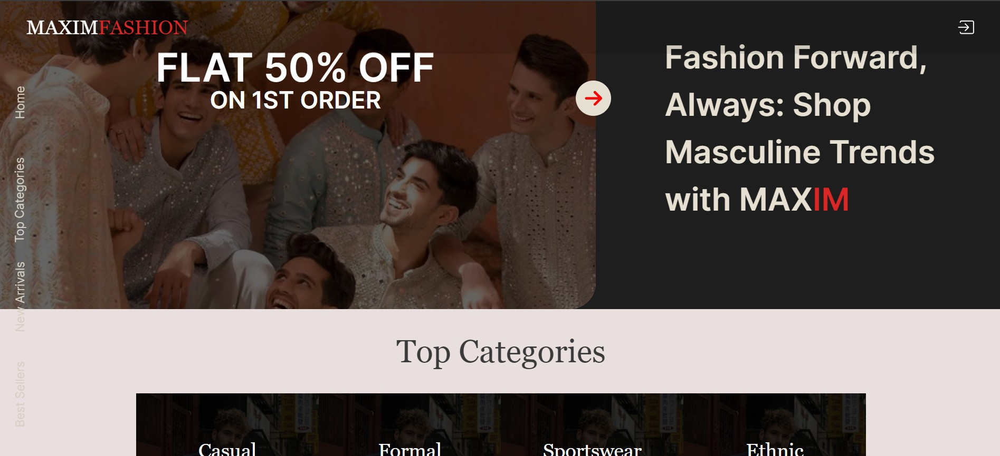 MAXIMFASHION
FLAT 50% OFF
ON 1ST ORDER
Fashion Forward,
Always: Shop
Masculine Trends
with MAXIM
Home
Top Categories
New Arrivals
Best Sellers
Top Categories
Casual
Formal
Sportswear
Ethnic